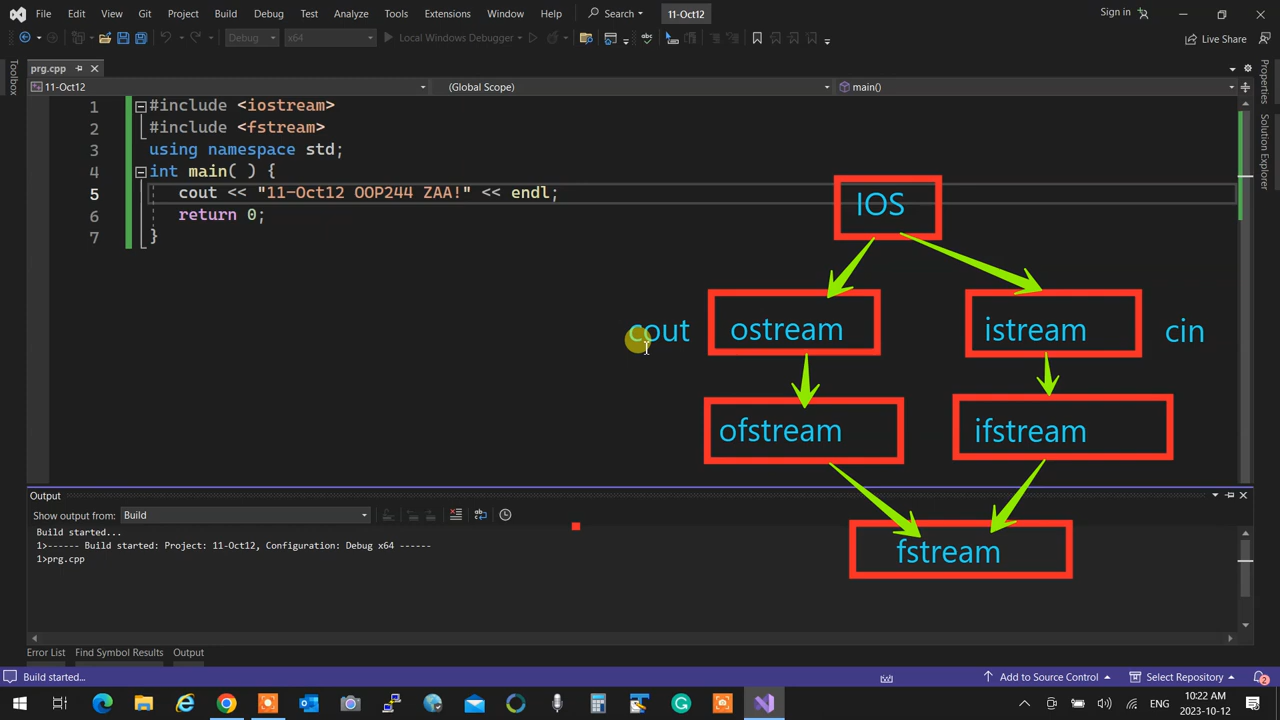 File Edit View Git Project Build Debug Test Analyze Tools Extensions Window Help Search 11-Oct12 Sign in
Debug x64 Local Windows Debugger Live Share
prg.cpp
11-Oct12 (Global Scope) main()
Toolbox
Properties
Solution Explorer
1 #include <iostream>
2 #include <fstream>
3 using namespace std;
4 int main( ) {
5 cout << "11-Oct12 OOP244 ZAA!" << endl;
6 return 0;
7 }
IOS
cout ostream istream cin
ofstream ifstream
fstream
Output
Show output from: Build
Build started...
1>------ Build started: Project: 11-Oct12, Configuration: Debug x64 ------
1>prg.cpp
Error List Find Symbol Results Output
Build started... Add to Source Control Select Repository 2
ENG 10:22 AM
2023-10-12